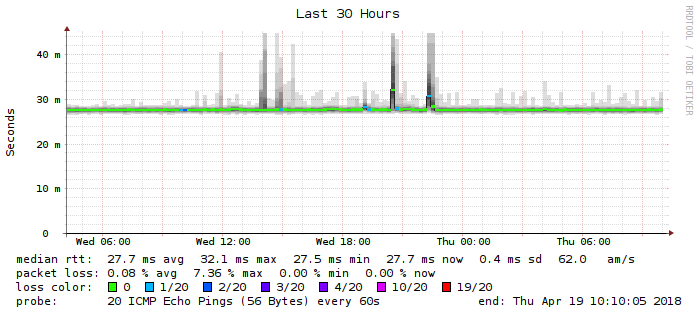 Last 30 Hours
RRDTOOL / TOBI OETIKER
Seconds
40 m
30 m
20 m
10 m
0
Wed 06:00 Wed 12:00 Wed 18:00 Thu 00:00 Thu 06:00
median rtt: 27.7 ms avg 32.1 ms max 27.5 ms min 27.7 ms now 0.4 ms sd 62.0 am/s
packet loss: 0.08 % avg 7.36 % max 0.00 % min 0.00 % now
loss color: 0 1/20 2/20 3/20 4/20 10/20 19/20
probe: 20 ICMP Echo Pings (56 Bytes) every 60s end: Thu Apr 19 10:10:05 2018